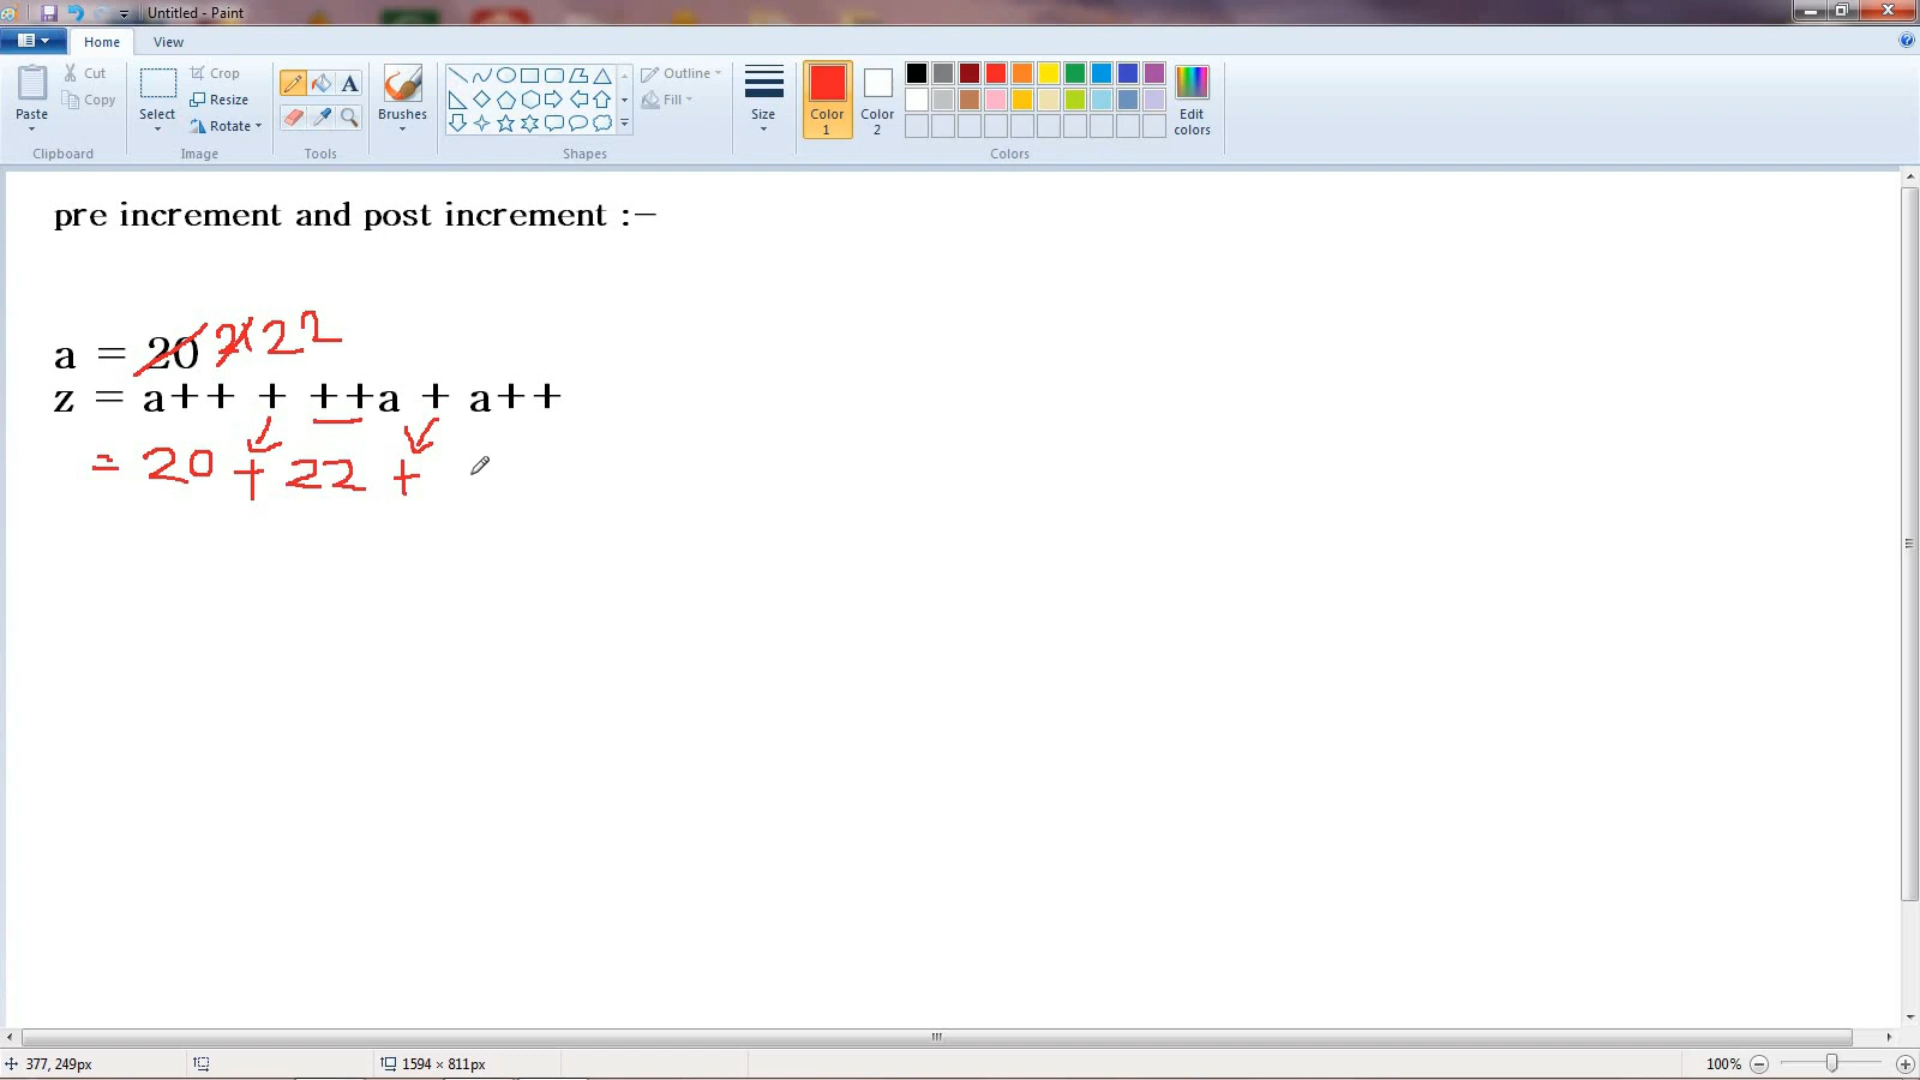 Untitled - Paint
Home View
Paste
Cut
Copy
Clipboard
Select
Crop
Resize
Rotate
Image
A
Tools
Brushes
Outline
Fill
Shapes
Size
Color 1
Color 2
Edit colors
Colors
pre increment and post increment :-
a = 20 21 22
z = a++ + ++a + a++
= 20 + 22 +
377, 249px
1594 × 811px
100%